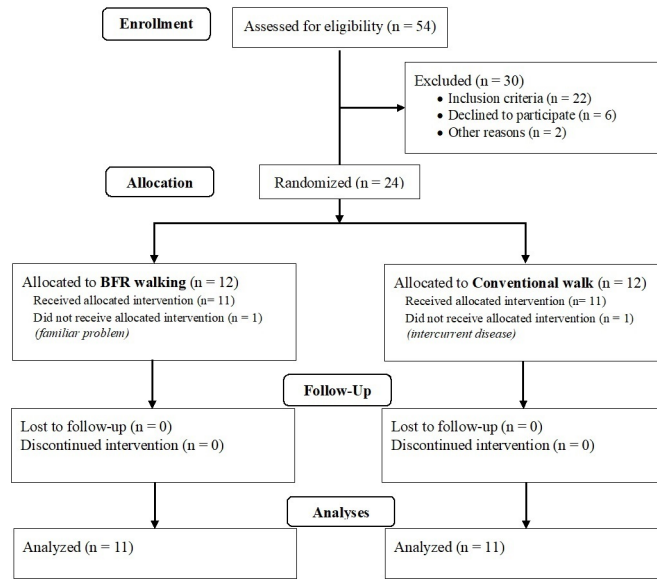 Enrollment
Assessed for eligibility (n = 54)
Excluded (n = 30)
• Inclusion criteria (n = 22)
• Declined to participate (n = 6)
• Other reasons (n = 2)
Allocation
Randomized (n = 24)
Allocated to BFR walking (n = 12)
Received allocated intervention (n= 11)
Did not receive allocated intervention (n = 1)
(familiar problem)
Allocated to Conventional walk (n = 12)
Received allocated intervention (n= 11)
Did not receive allocated intervention (n = 1)
(intercurrent disease)
Follow-Up
Lost to follow-up (n = 0)
Discontinued intervention (n = 0)
Lost to follow-up (n = 0)
Discontinued intervention (n = 0)
Analyses
Analyzed (n = 11)
Analyzed (n = 11)